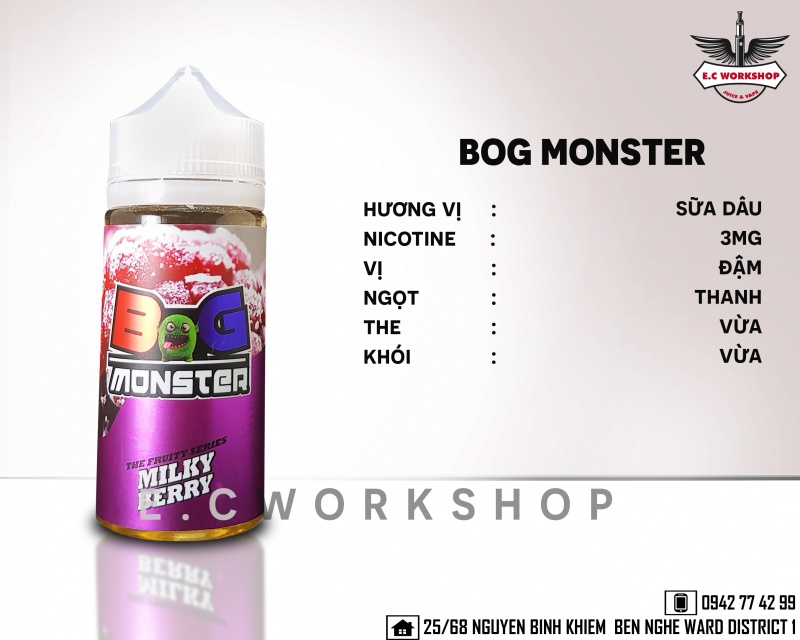 E.C WORKSHOP
JUICE & VAPE
BOG MONSTER
HƯƠNG VỊ : SỮA DÂU
NICOTINE : 3MG
VỊ : ĐẬM
NGỌT : THANH
THE : VỪA
KHÓI : VỪA
BOG
MONSTER
THE FRUITY SERIES
MILKY
BERRY
E.CWORKSHOP
0942 77 42 99
25/68 NGUYEN BINH KHIEM BEN NGHE WARD DISTRICT 1